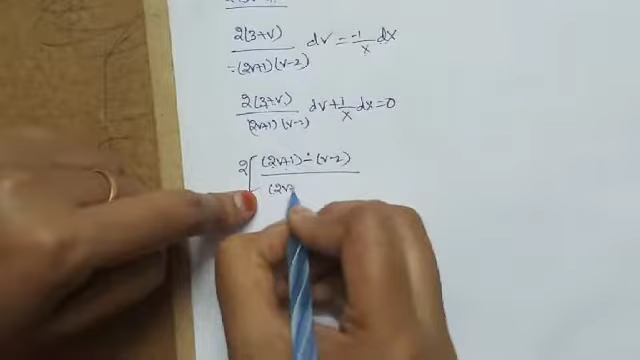 2(3+v)
-(2v+1)(v-2) dv = -1/x dx
2(3+v)
(2v+1)(v-2) dv + 1/x dx = 0
2[ (2v+1) - (v-2)
(2v